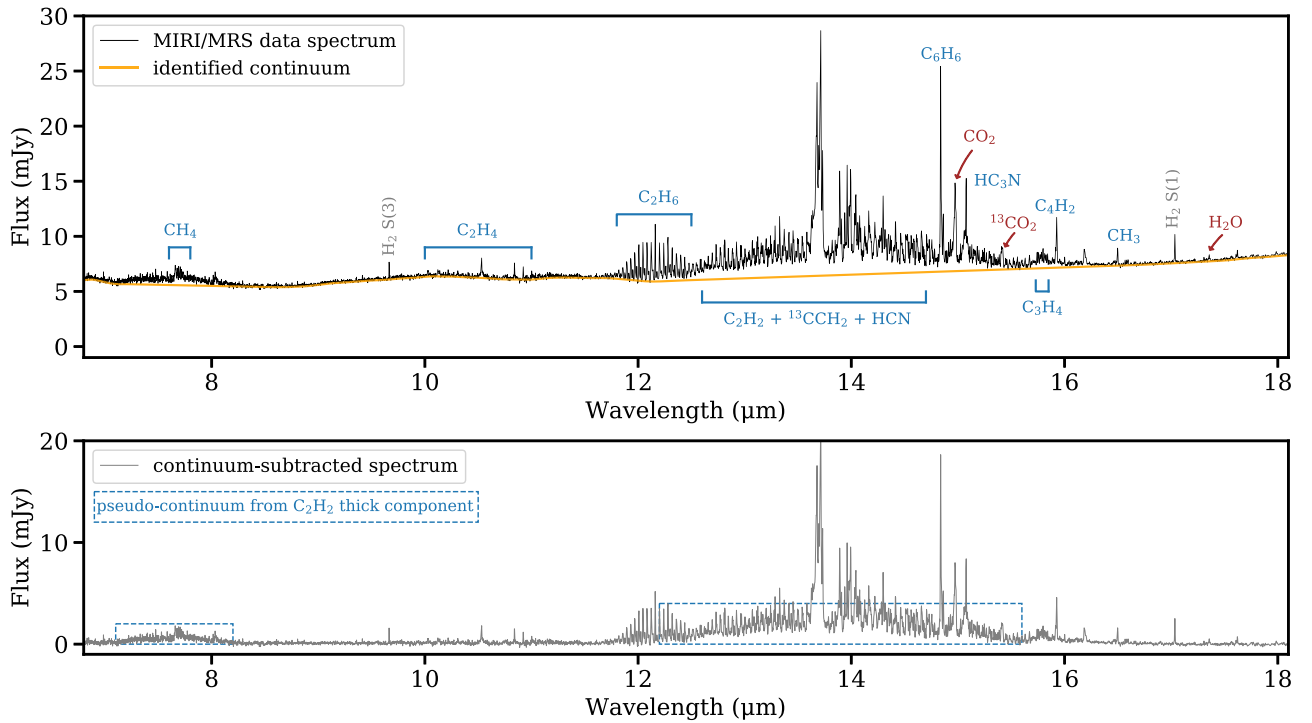 30
25
20
15
10
5
0
Flux (mJy)
MIRI/MRS data spectrum
identified continuum
CH₄
H₂ S(3)
C₂H₄
C₂H₆
C₂H₂ + ¹³CCH₂ + HCN
C₆H₆
CO₂
HC₃N
¹³CO₂
C₄H₂
C₃H₄
CH₃
H₂ S(1)
H₂O
8 10 12 14 16 18
Wavelength (μm)
20
10
0
Flux (mJy)
continuum-subtracted spectrum
pseudo-continuum from C₂H₂ thick component
8 10 12 14 16 18
Wavelength (μm)